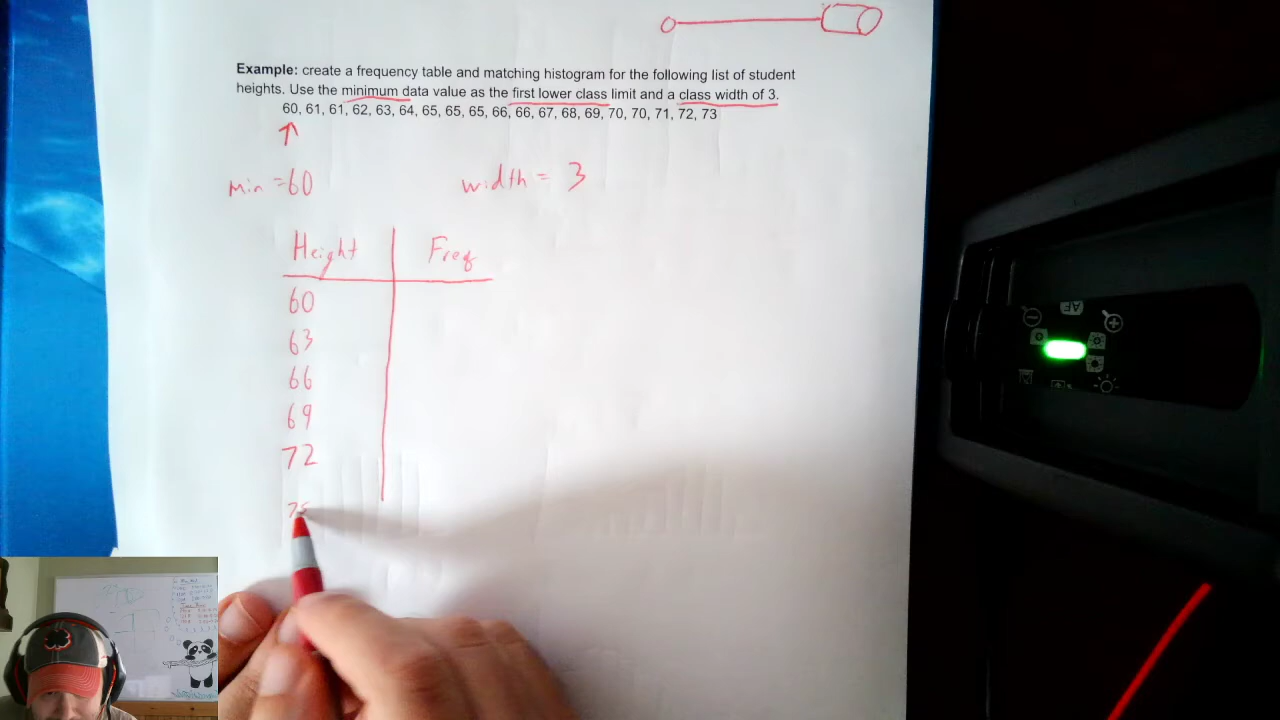 Example: create a frequency table and matching histogram for the following list of student
heights. Use the minimum data value as the first lower class limit and a class width of 3.
60, 61, 61, 62, 63, 64, 65, 65, 65, 66, 66, 67, 68, 69, 70, 70, 71, 72, 73
min = 60 width = 3
Height Freq
60
63
66
69
72
75
AF